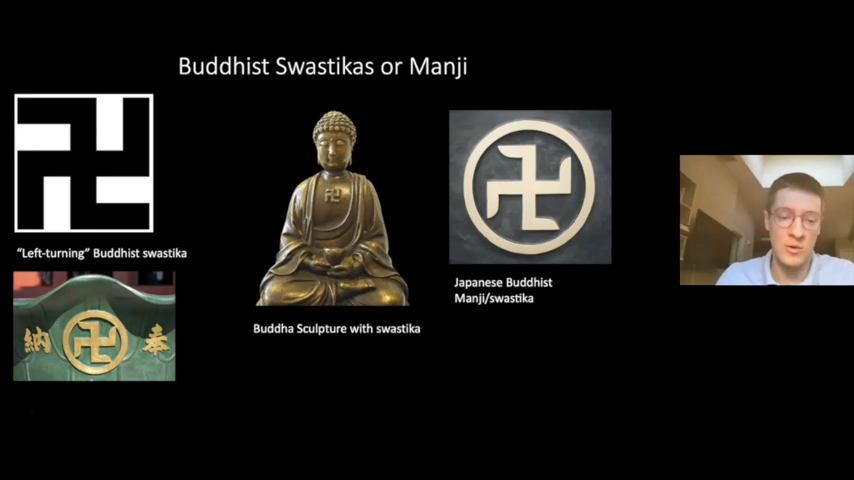 Buddhist Swastikas or Manji
"Left-turning" Buddhist swastika
納 奉
Buddha Sculpture with swastika
Japanese Buddhist
Manji/swastika